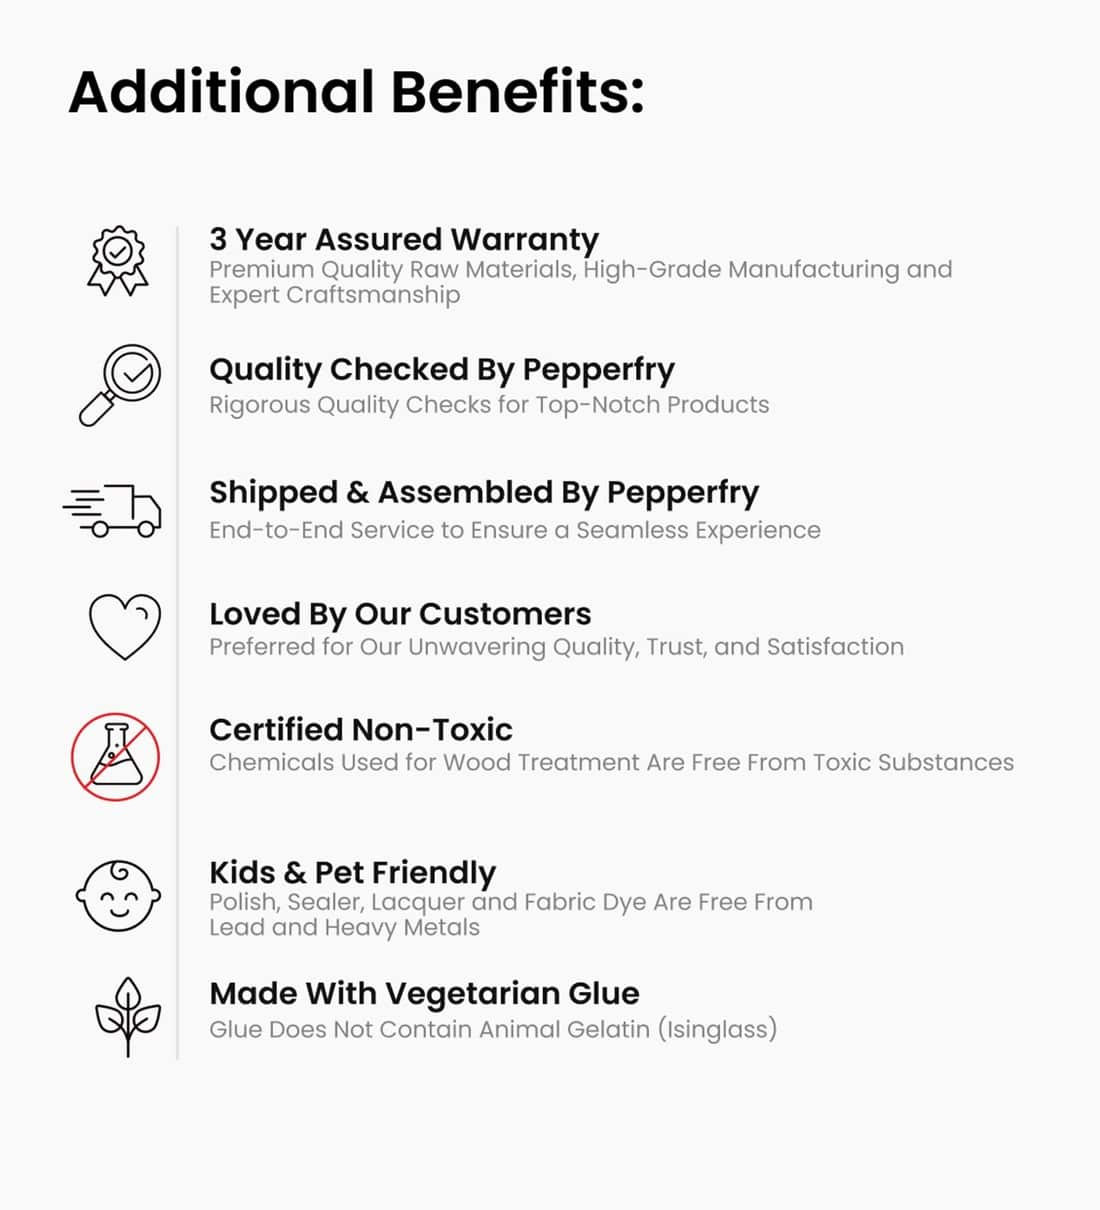 Additional Benefits:
3 Year Assured Warranty
Premium Quality Raw Materials, High-Grade Manufacturing and
Expert Craftsmanship
Quality Checked By Pepperfry
Rigorous Quality Checks for Top-Notch Products
Shipped & Assembled By Pepperfry
End-to-End Service to Ensure a Seamless Experience
Loved By Our Customers
Preferred for Our Unwavering Quality, Trust, and Satisfaction
Certified Non-Toxic
Chemicals Used for Wood Treatment Are Free From Toxic Substances
Kids & Pet Friendly
Polish, Sealer, Lacquer and Fabric Dye Are Free From
Lead and Heavy Metals
Made With Vegetarian Glue
Glue Does Not Contain Animal Gelatin (Isinglass)